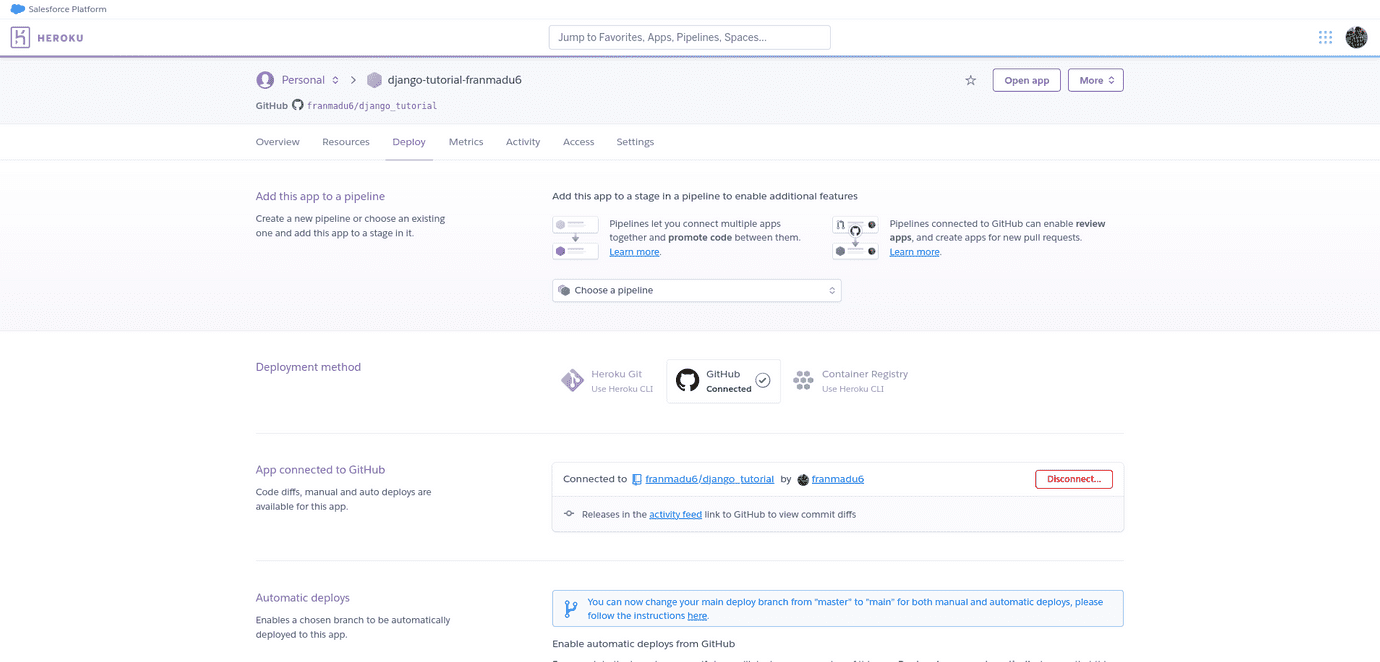 Salesforce Platform
HEROKU
Jump to Favorites, Apps, Pipelines, Spaces...
Personal
django-tutorial-franmadu6
Open app
More
GitHub franmadu6/django_tutorial
Overview
Resources
Deploy
Metrics
Activity
Access
Settings
Add this app to a pipeline
Create a new pipeline or choose an existing
one and add this app to a stage in it.
Add this app to a stage in a pipeline to enable additional features
Pipelines let you connect multiple apps
together and promote code between them.
Learn more.
Pipelines connected to GitHub can enable review
apps, and create apps for new pull requests.
Learn more.
Choose a pipeline
Deployment method
Heroku Git
Use Heroku CLI
GitHub
Connected
Container Registry
Use Heroku CLI
App connected to GitHub
Code diffs, manual and auto deploys are
available for this app.
Connected to franmadu6/django_tutorial by franmadu6
Disconnect...
Releases in the activity feed link to GitHub to view commit diffs
Automatic deploys
Enables a chosen branch to be automatically
deployed to this app.
You can now change your main deploy branch from "master" to "main" for both manual and automatic deploys, please
follow the instructions here.
Enable automatic deploys from GitHub